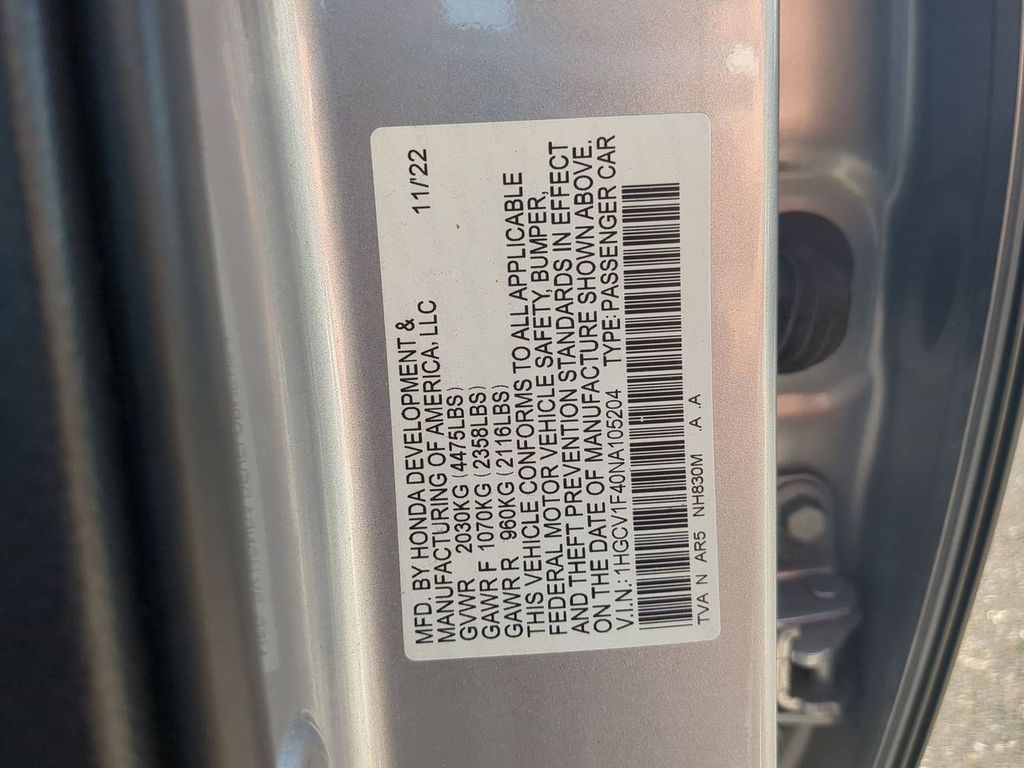 MFD. BY HONDA DEVELOPMENT & 11/'22
MANUFACTURING OF AMERICA, LLC
GVWR 2030KG (4475LBS)
GAWR F 1070KG (2358LBS)
GAWR R 960KG (2116LBS)
THIS VEHICLE CONFORMS TO ALL APPLICABLE
FEDERAL MOTOR VEHICLE SAFETY, BUMPER,
AND THEFT PREVENTION STANDARDS IN EFFECT
ON THE DATE OF MANUFACTURE SHOWN ABOVE.
V.I.N.: 1HGCV1F40NA105204 TYPE: PASSENGER CAR
TVA N AR5 NH830M .A .A